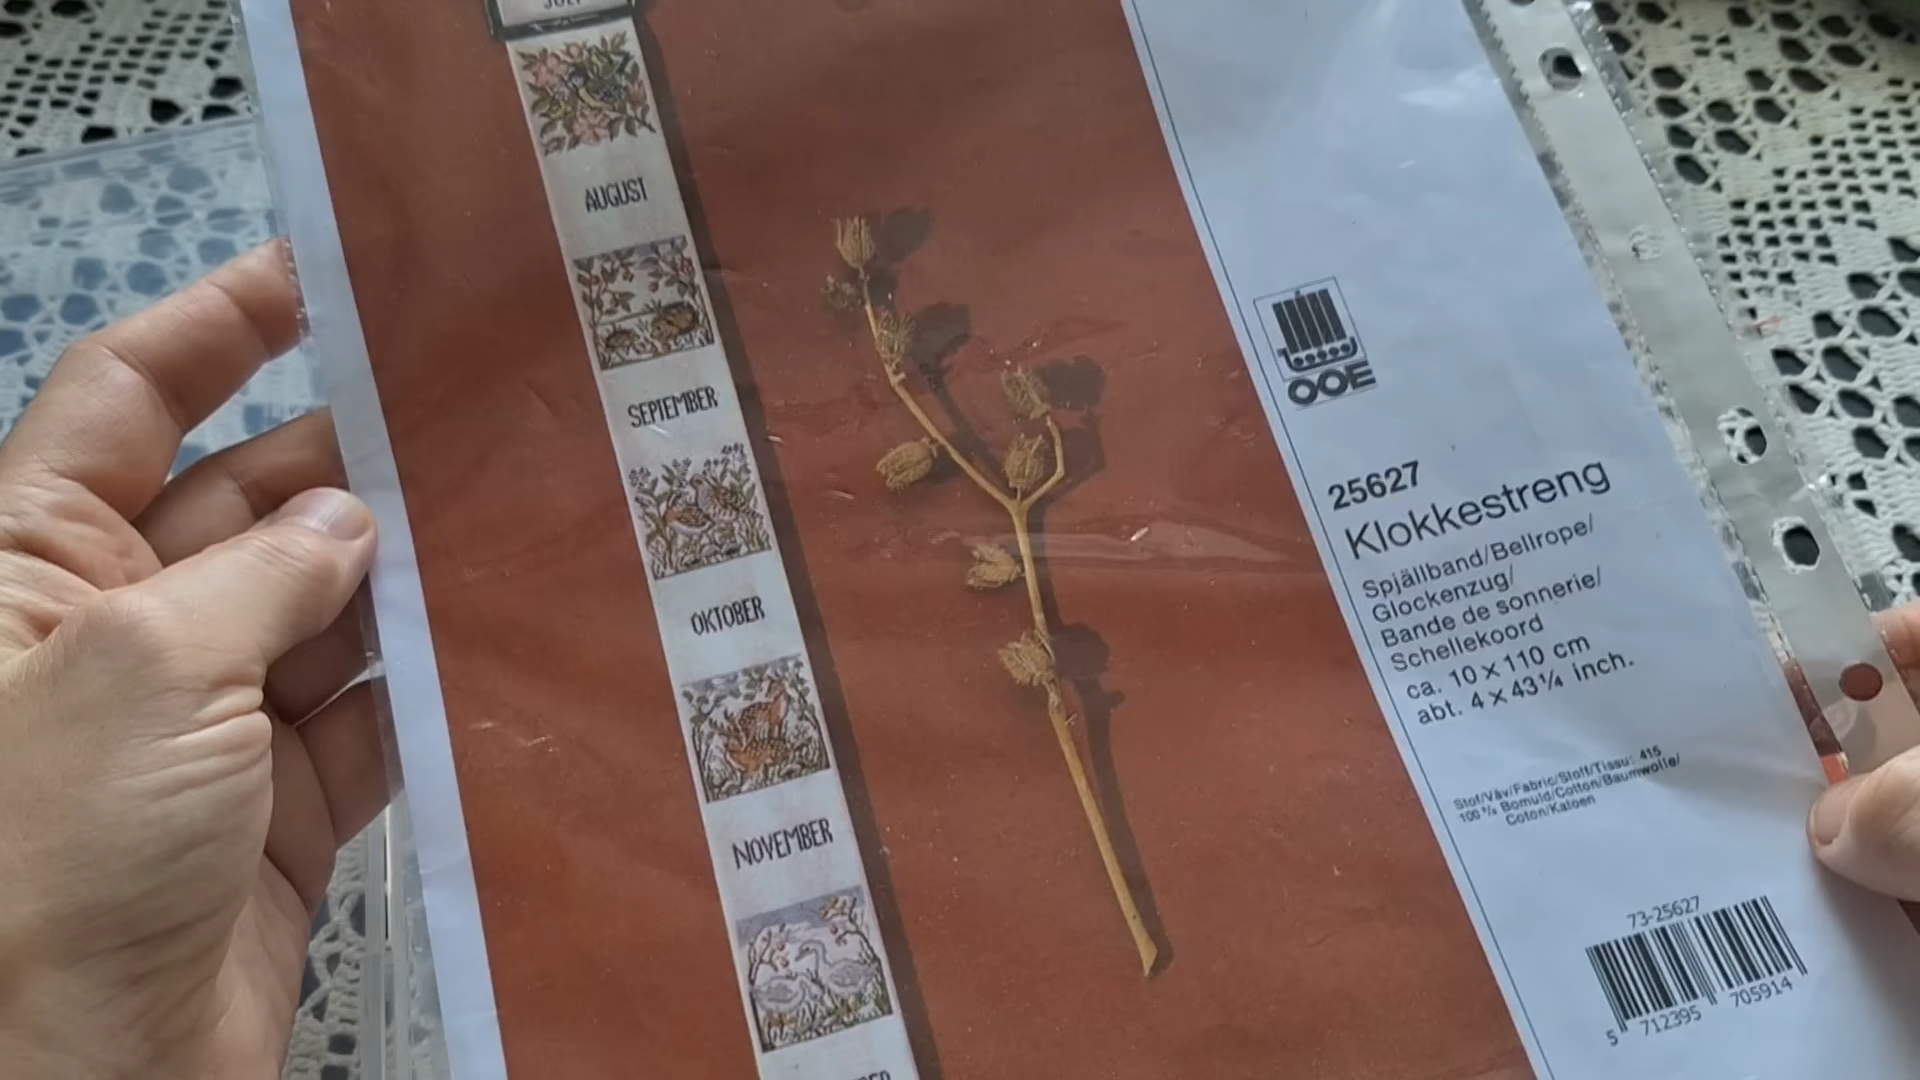 JULI
AUGUST
SEPTEMBER
OKTOBER
NOVEMBER
OOE
25627
Klokkestreng
Spjällband/Bellrope/
Glockenzug/
Bande de sonnerie/
Schellekoord
ca. 10 x 110 cm
abt. 4 x 43¼ inch.
Stof/Väv/Fabric/Stoff/Tissu: 415
100 % Bomuld/Cotton/Baumwolle/
Coton/Katoen
73-25627
5 712395 705914